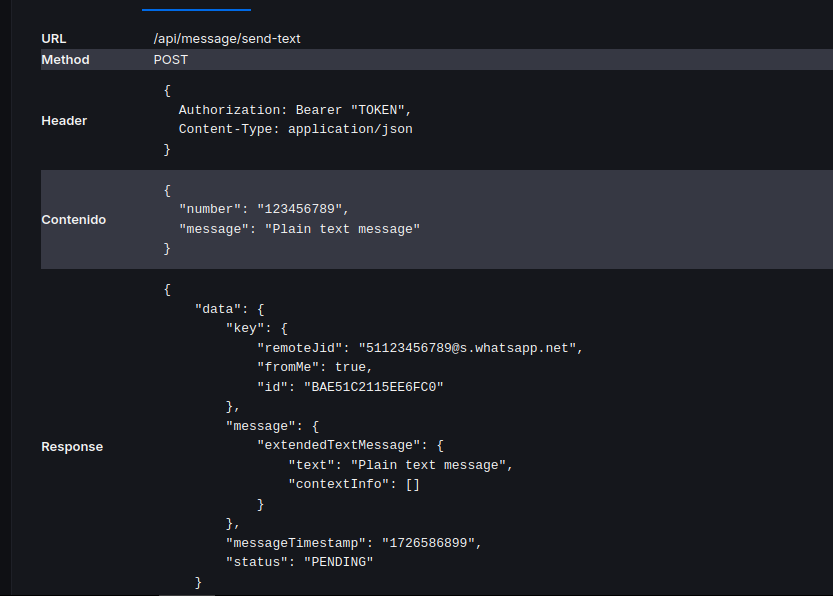 URL /api/message/send-text
Method POST
Header
{
Authorization: Bearer "TOKEN",
Content-Type: application/json
}
Contenido
{
"number": "123456789",
"message": "Plain text message"
}
Response
{
"data": {
"key": {
"remoteJid": "51123456789@s.whatsapp.net",
"fromMe": true,
"id": "BAE51C2115EE6FC0"
},
"message": {
"extendedTextMessage": {
"text": "Plain text message",
"contextInfo": []
}
},
"messageTimestamp": "1726586899",
"status": "PENDING"
}